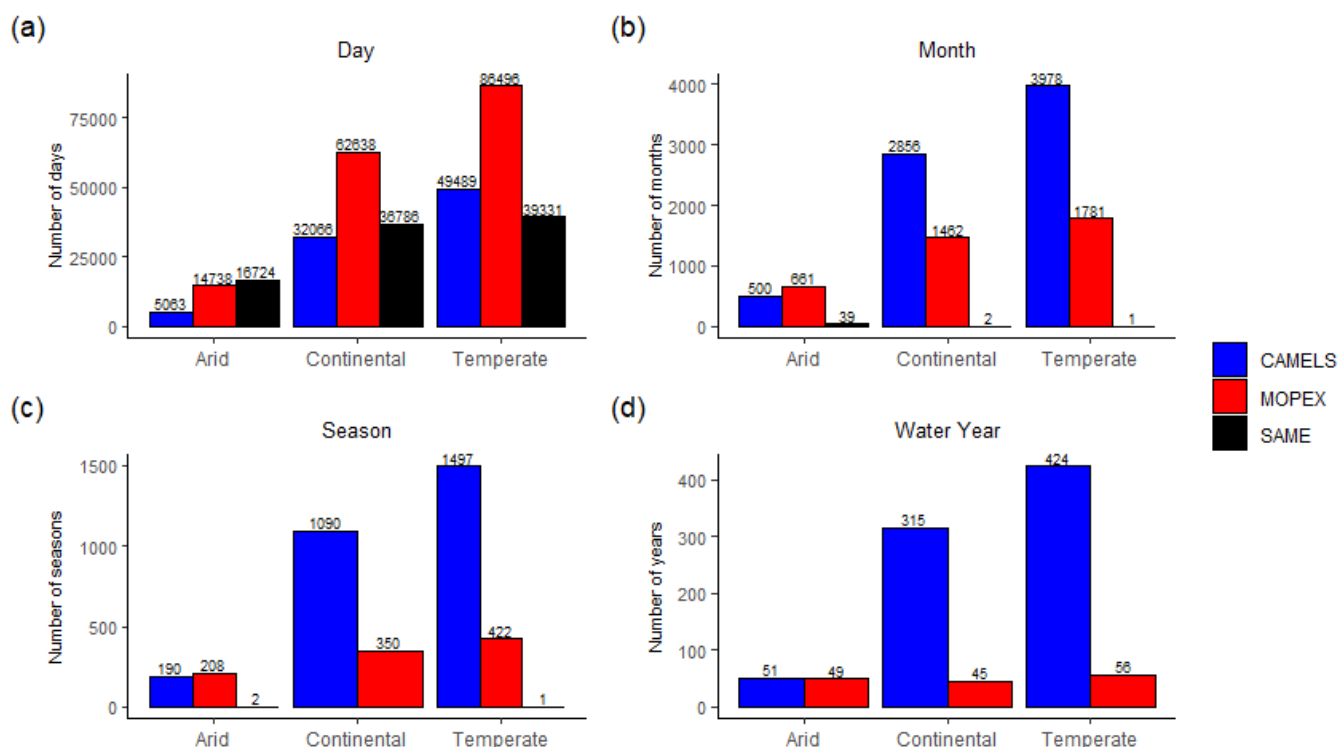 (a)
Day
Number of days
75000
50000
25000
0
5063
14738
16724
32066
62638
36786
49489
86496
39331
Arid
Continental
Temperate
(b)
Month
Number of months
4000
3000
2000
1000
0
500
661
39
2856
1462
2
3978
1781
1
Arid
Continental
Temperate
(c)
Season
Number of seasons
1500
1000
500
0
190
208
2
1090
350
1497
422
1
Arid
Continental
Temperate
(d)
Water Year
Number of years
400
300
200
100
0
51
49
315
45
424
56
Arid
Continental
Temperate
CAMELS
MOPEX
SAME